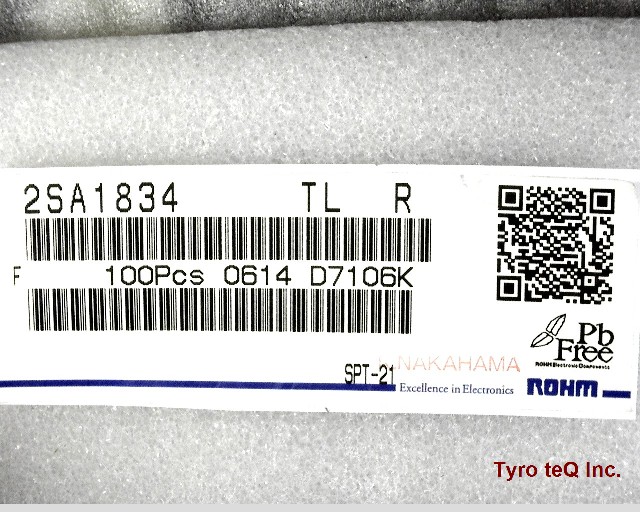 2SA1834 TL R
F 100Pcs 0614 D7106K
Pb
Free
ROHM Electronic Components
NAKAHAMA
SPT-21
Excellence in Electronics ROHM
Tyro teQ Inc.